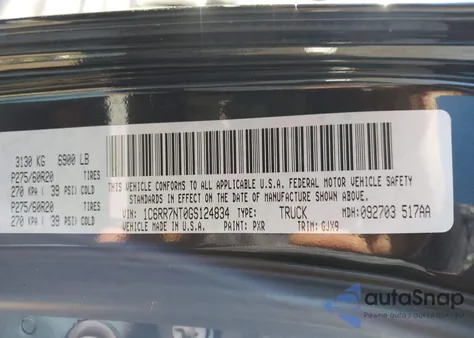 3130 KG 6900 LB
P275/60R20 TIRES
270 KPA ( 39 PSI) COLD
P275/60R20 TIRES
270 KPA ( 39 PSI) COLD
THIS VEHICLE CONFORMS TO ALL APPLICABLE U.S.A. FEDERAL MOTOR VEHICLE SAFETY
STANDARDS IN EFFECT ON THE DATE OF MANUFACTURE SHOWN ABOVE.
VIN: 1C6RR7NT0GS124834 TYPE: TRUCK MDH: 092703 517AA
VEHICLE MADE IN U.S.A. PAINT: PXR TRIM: GJX9
autoSnap